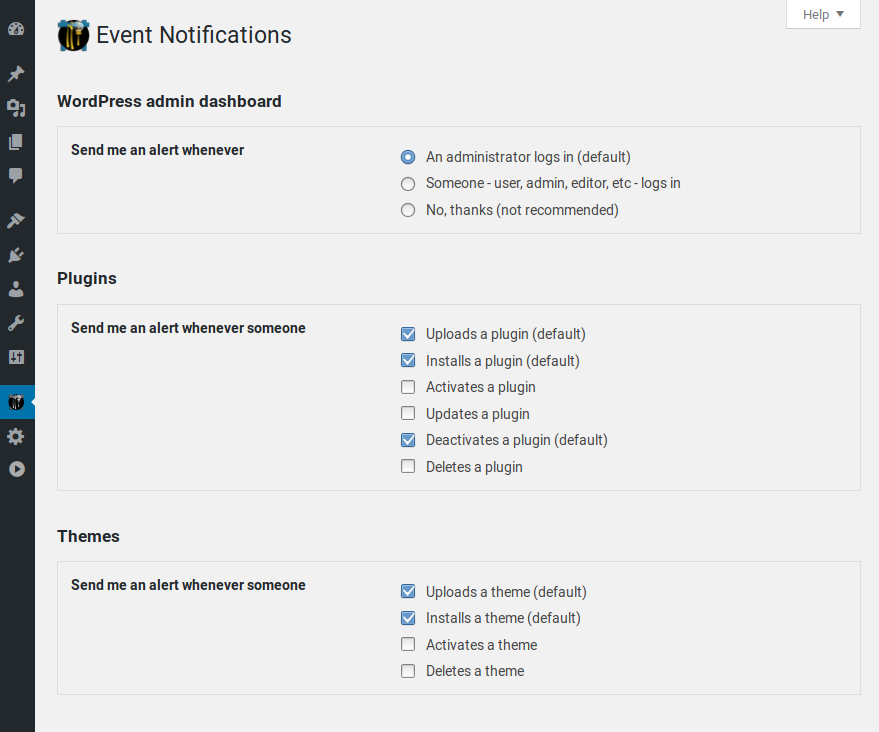 Help
Event Notifications
WordPress admin dashboard
Send me an alert whenever
An administrator logs in (default)
Someone - user, admin, editor, etc - logs in
No, thanks (not recommended)
Plugins
Send me an alert whenever someone
Uploads a plugin (default)
Installs a plugin (default)
Activates a plugin
Updates a plugin
Deactivates a plugin (default)
Deletes a plugin
Themes
Send me an alert whenever someone
Uploads a theme (default)
Installs a theme (default)
Activates a theme
Deletes a theme